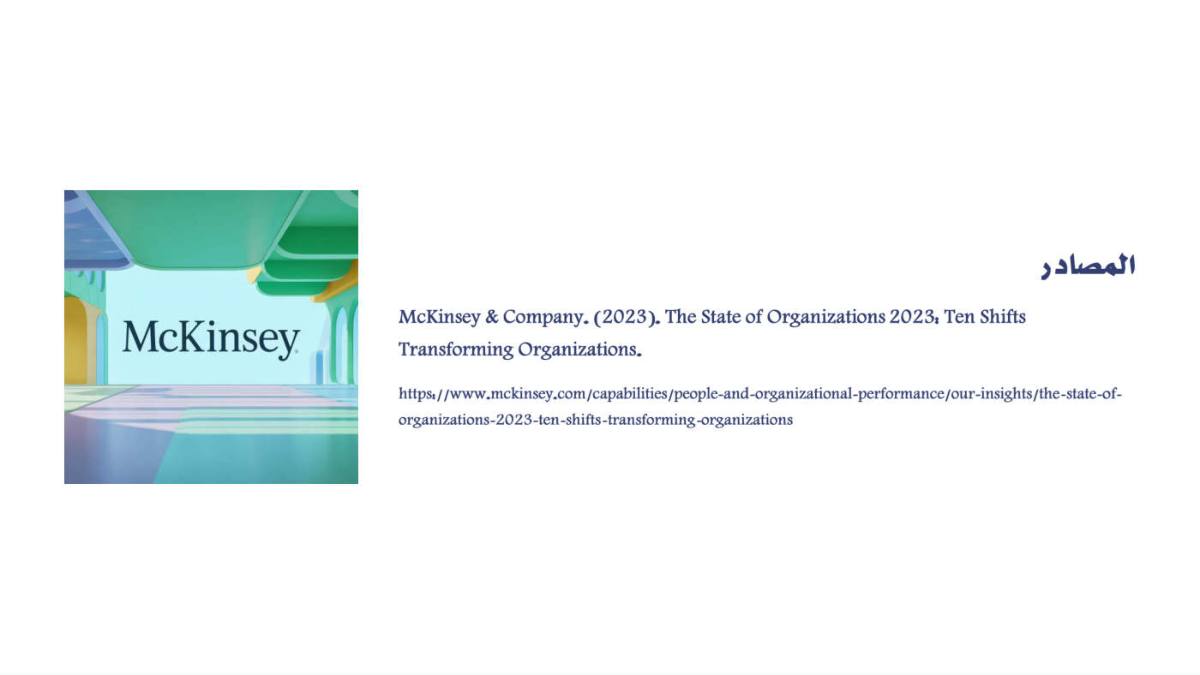 المصادر
McKinsey & Company. (2023). The State of Organizations 2023: Ten Shifts
Transforming Organizations.
https://www.mckinsey.com/capabilities/people-and-organizational-performance/our-insights/the-state-of-
organizations-2023-ten-shifts-transforming-organizations
McKinsey